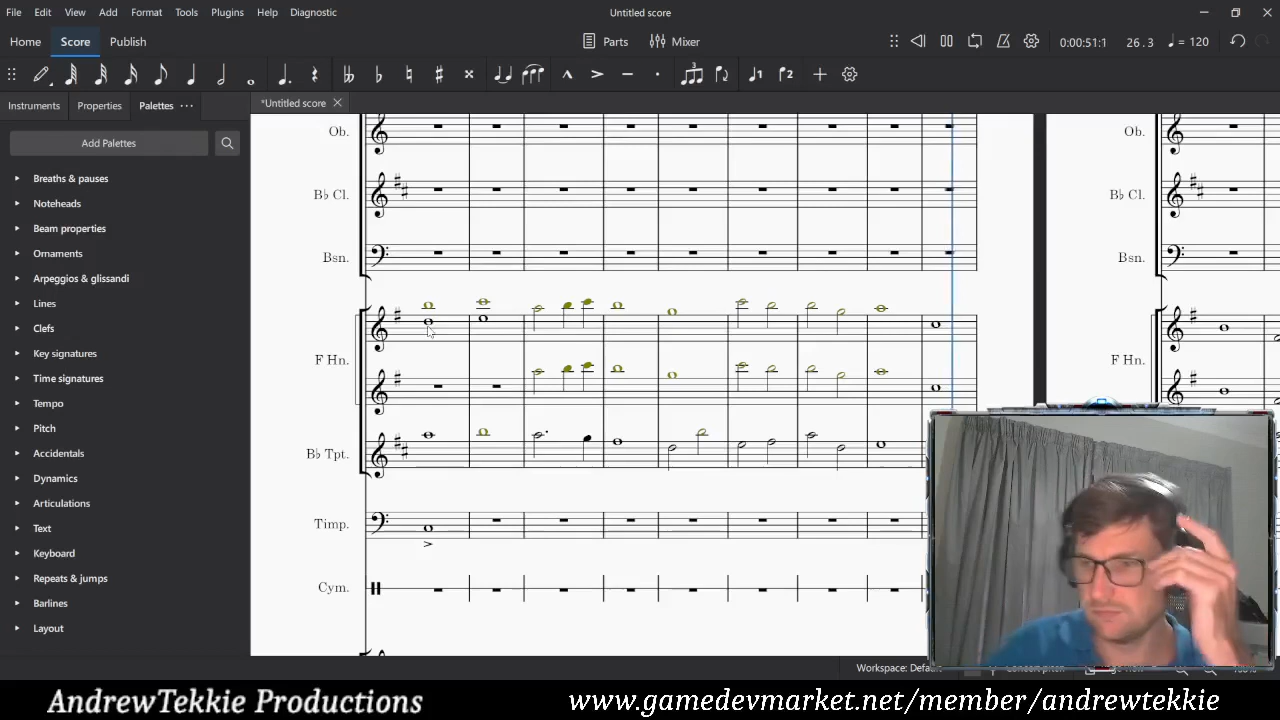 File Edit View Add Format Tools Plugins Help Diagnostic Untitled score
Home Score Publish Parts Mixer 0:00:51:1 26.3 = 120
3 1 2
Instruments Properties Palettes *Untitled score
Add Palettes
Breaths & pauses
Noteheads
Beam properties
Ornaments
Arpeggios & glissandi
Lines
Clefs
Key signatures
Time signatures
Tempo
Pitch
Accidentals
Dynamics
Articulations
Text
Keyboard
Repeats & jumps
Barlines
Layout
Ob. Ob.
B♭ Cl. B♭ Cl.
Bsn. Bsn.
F Hn. F Hn.
B♭ Tpt.
Timp.
Cym.
Workspace:
AndrewTekkie Productions www.gamedevmarket.net/member/andrewtekkie